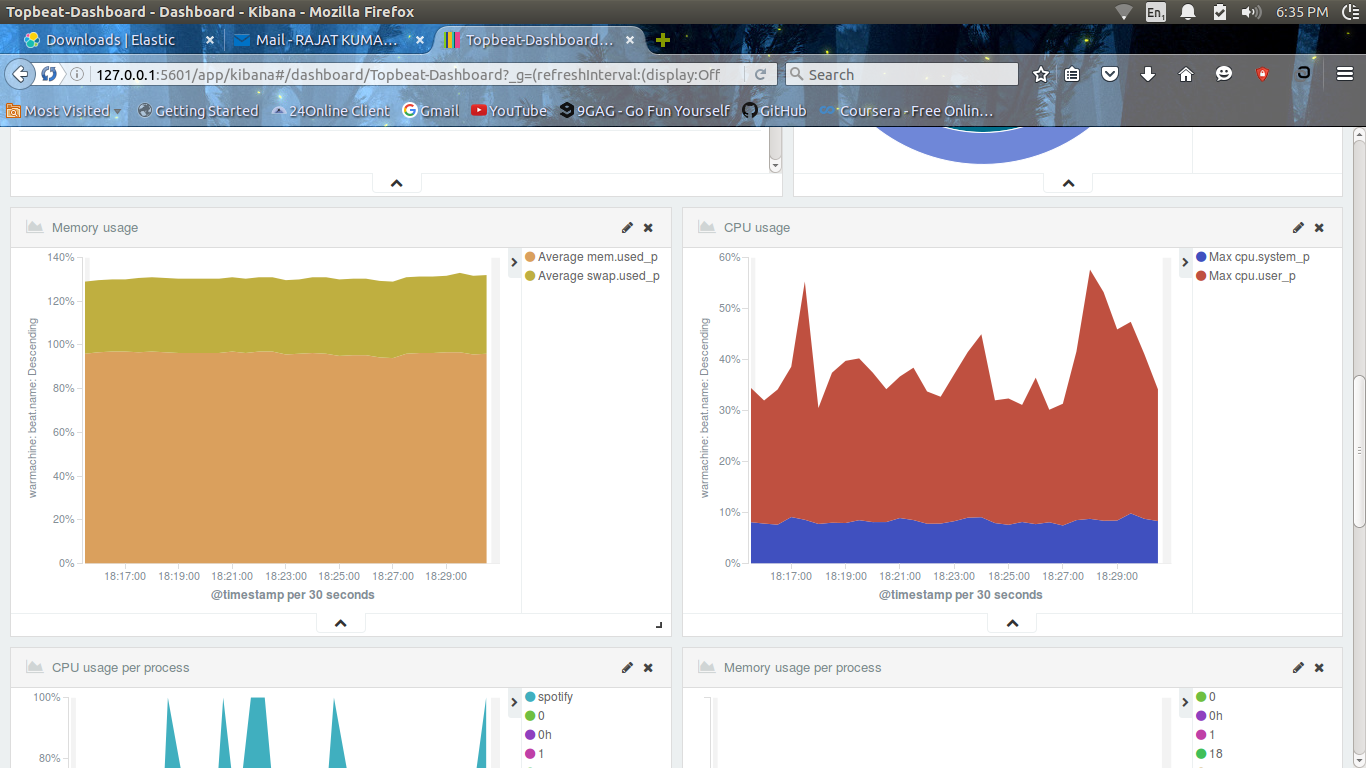 Topbeat-Dashboard - Dashboard - Kibana - Mozilla Firefox
En1
6:35 PM
Downloads | Elastic
Mail - RAJAT KUMA...
Topbeat-Dashboard...
127.0.0.1:5601/app/kibana#/dashboard/Topbeat-Dashboard?_g=(refreshInterval:(display:Off
Search
Most Visited
Getting Started
24Online Client
Gmail
YouTube
9GAG - Go Fun Yourself
GitHub
Coursera - Free Onlin...
Memory usage
140%
120%
100%
80%
60%
40%
20%
0%
warmachine: beat.name: Descending
18:17:00 18:19:00 18:21:00 18:23:00 18:25:00 18:27:00 18:29:00
@timestamp per 30 seconds
Average mem.used_p
Average swap.used_p
CPU usage
60%
50%
40%
30%
20%
10%
0%
warmachine: beat.name: Descending
18:17:00 18:19:00 18:21:00 18:23:00 18:25:00 18:27:00 18:29:00
@timestamp per 30 seconds
Max cpu.system_p
Max cpu.user_p
CPU usage per process
100%
80%
spotify
0
0h
1
Memory usage per process
0
0h
1
18